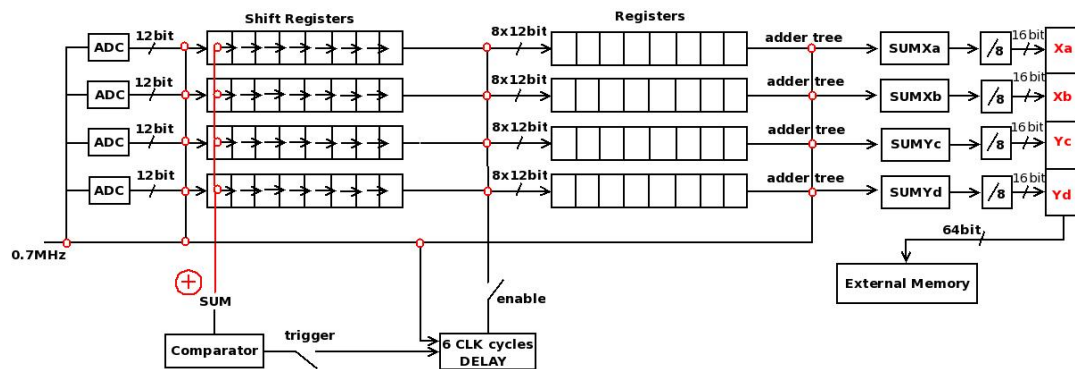 Shift Registers
Registers
ADC 12bit 8x12bit adder tree SUMXa /8 16bit Xa
ADC 12bit 8x12bit adder tree SUMXb /8 16bit Xb
ADC 12bit 8x12bit adder tree SUMYc /8 16bit Yc
ADC 12bit 8x12bit adder tree SUMYd /8 16bit Yd
0.7MHz
64bit
External Memory
+
SUM
enable
Comparator
trigger
6 CLK cycles
DELAY